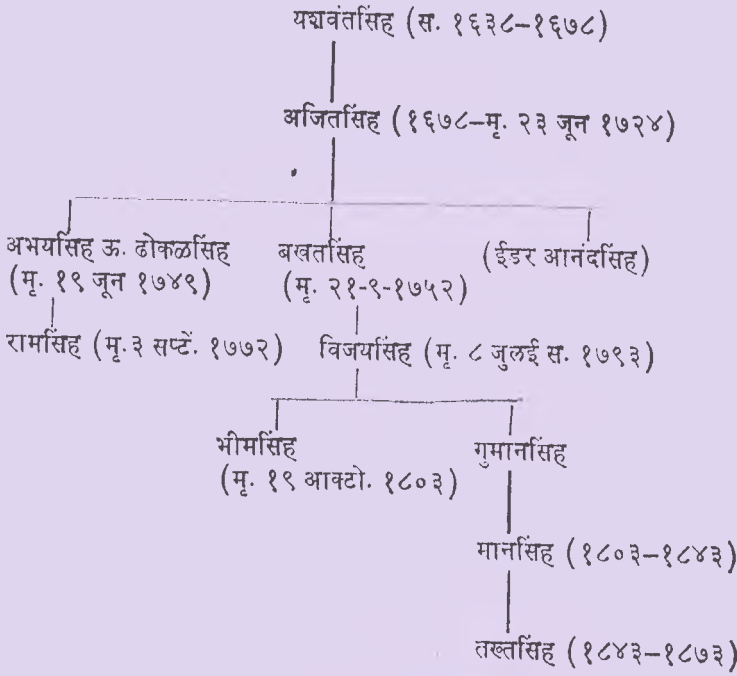 यशवंतसिंह (स. १६३८–१६७८)
अजितसिंह (१६७८–मृ. २३ जून १७२४)
अभयसिंह ऊ. ढोकळसिंह
(मृ. १९ जून १७४९)
बखतसिंह
(मृ. २१-९-१७५२)
(ईडर आनंदसिंह)
रामसिंह (मृ. ३ सप्टें. १७७२)
विजयसिंह (मृ. ८ जुलई स. १७९३)
भीमसिंह
(मृ. १९ आक्टो. १८०३)
गुमानसिंह
मानसिंह (१८०३–१८४३)
तख्तसिंह (१८४३–१८७३)